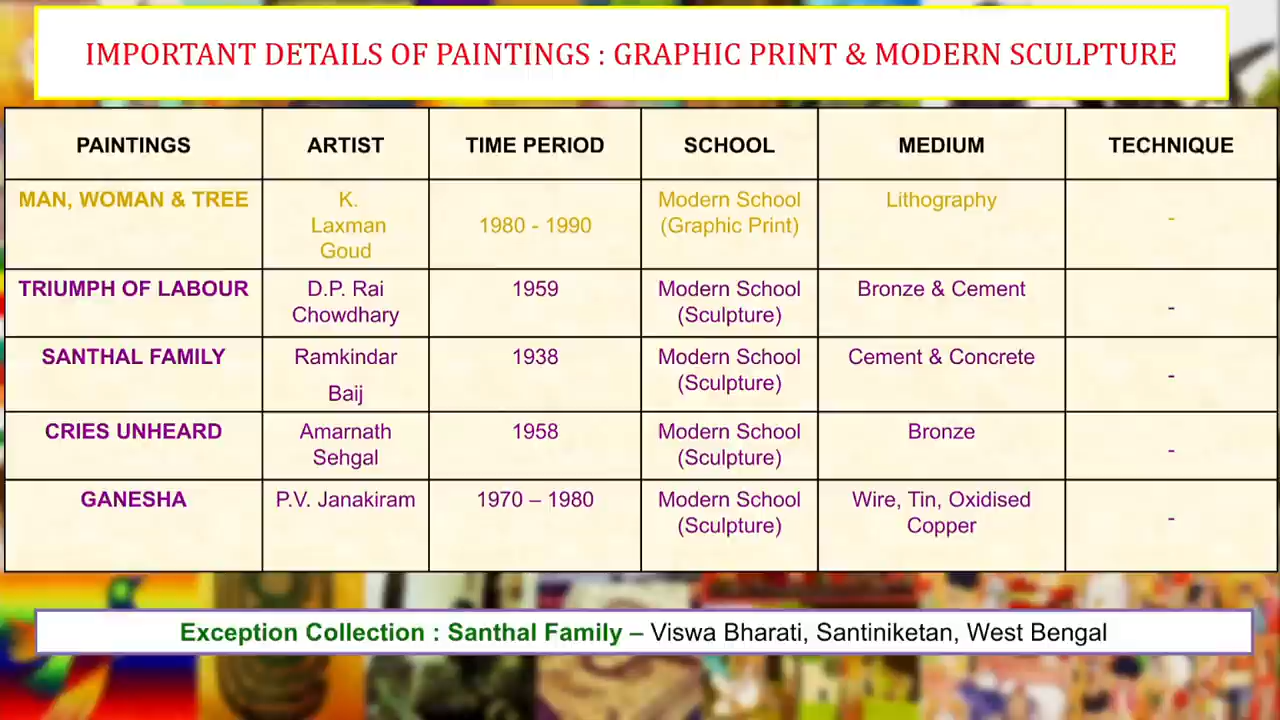 IMPORTANT DETAILS OF PAINTINGS : GRAPHIC PRINT & MODERN SCULPTURE
PAINTINGS
ARTIST
TIME PERIOD
SCHOOL
MEDIUM
TECHNIQUE
MAN, WOMAN & TREE
K.
Laxman
Goud
1980 - 1990
Modern School
(Graphic Print)
Lithography
-
TRIUMPH OF LABOUR
D.P. Rai
Chowdhary
1959
Modern School
(Sculpture)
Bronze & Cement
-
SANTHAL FAMILY
Ramkindar
Baij
1938
Modern School
(Sculpture)
Cement & Concrete
-
CRIES UNHEARD
Amarnath
Sehgal
1958
Modern School
(Sculpture)
Bronze
-
GANESHA
P.V. Janakiram
1970 – 1980
Modern School
(Sculpture)
Wire, Tin, Oxidised
Copper
-
Exception Collection : Santhal Family – Viswa Bharati, Santiniketan, West Bengal